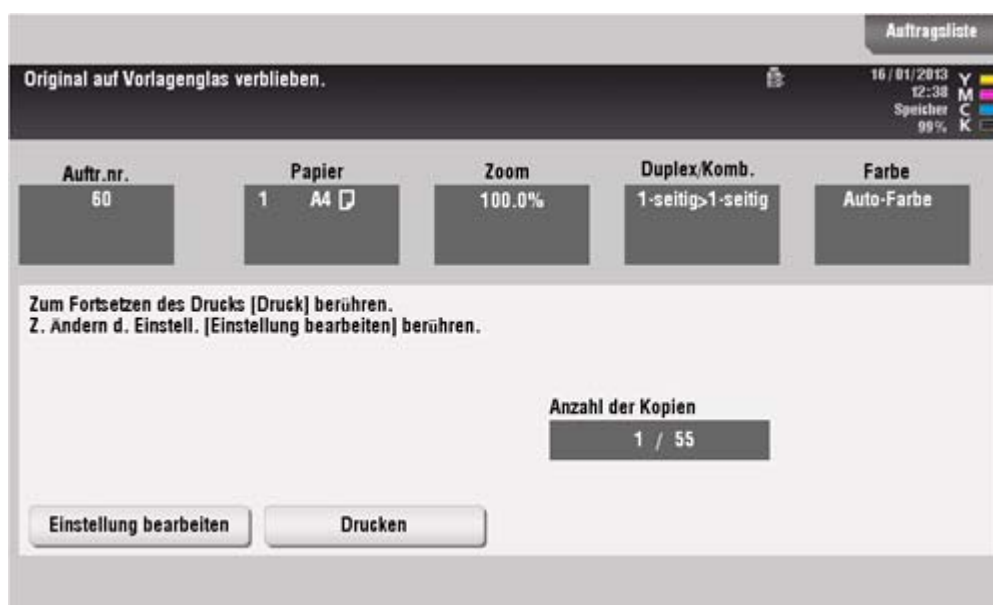 Auftragsliste
Original auf Vorlagenglas verblieben.
16/01/2013
12:38
Speicher
99%
Y
M
C
K
Auftr.nr.
Papier
Zoom
Duplex/Komb.
Farbe
60
1 A4
100.0%
1-seitig>1-seitig
Auto-Farbe
Zum Fortsetzen des Drucks [Druck] berühren.
Z. Ändern d. Einstell. [Einstellung bearbeiten] berühren.
Anzahl der Kopien
1 / 55
Einstellung bearbeiten
Drucken